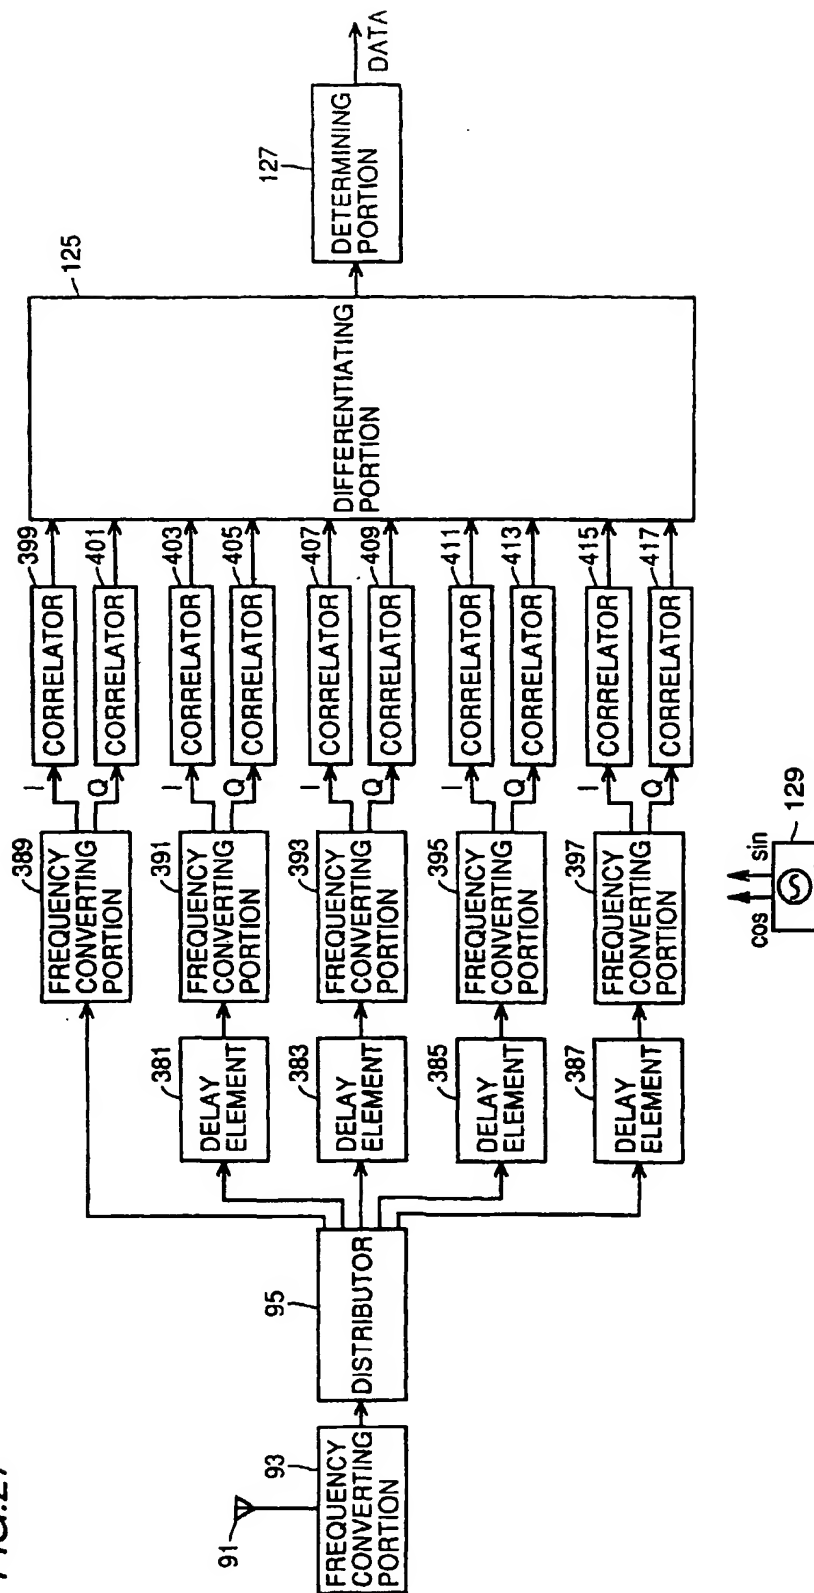 FIG.27
91
93
FREQUENCY
CONVERTING
PORTION
95
DISTRIBUTOR
381
DELAY
ELEMENT
383
DELAY
ELEMENT
385
DELAY
ELEMENT
387
DELAY
ELEMENT
389
FREQUENCY
CONVERTING
PORTION
391
FREQUENCY
CONVERTING
PORTION
393
FREQUENCY
CONVERTING
PORTION
395
FREQUENCY
CONVERTING
PORTION
397
FREQUENCY
CONVERTING
PORTION
I
Q
I
Q
I
Q
I
Q
I
Q
399
CORRELATOR
401
CORRELATOR
403
CORRELATOR
405
CORRELATOR
407
CORRELATOR
409
CORRELATOR
411
CORRELATOR
413
CORRELATOR
415
CORRELATOR
417
CORRELATOR
125
DIFFERENTIATING
PORTION
127
DETERMINING
PORTION
DATA
cos
sin
129